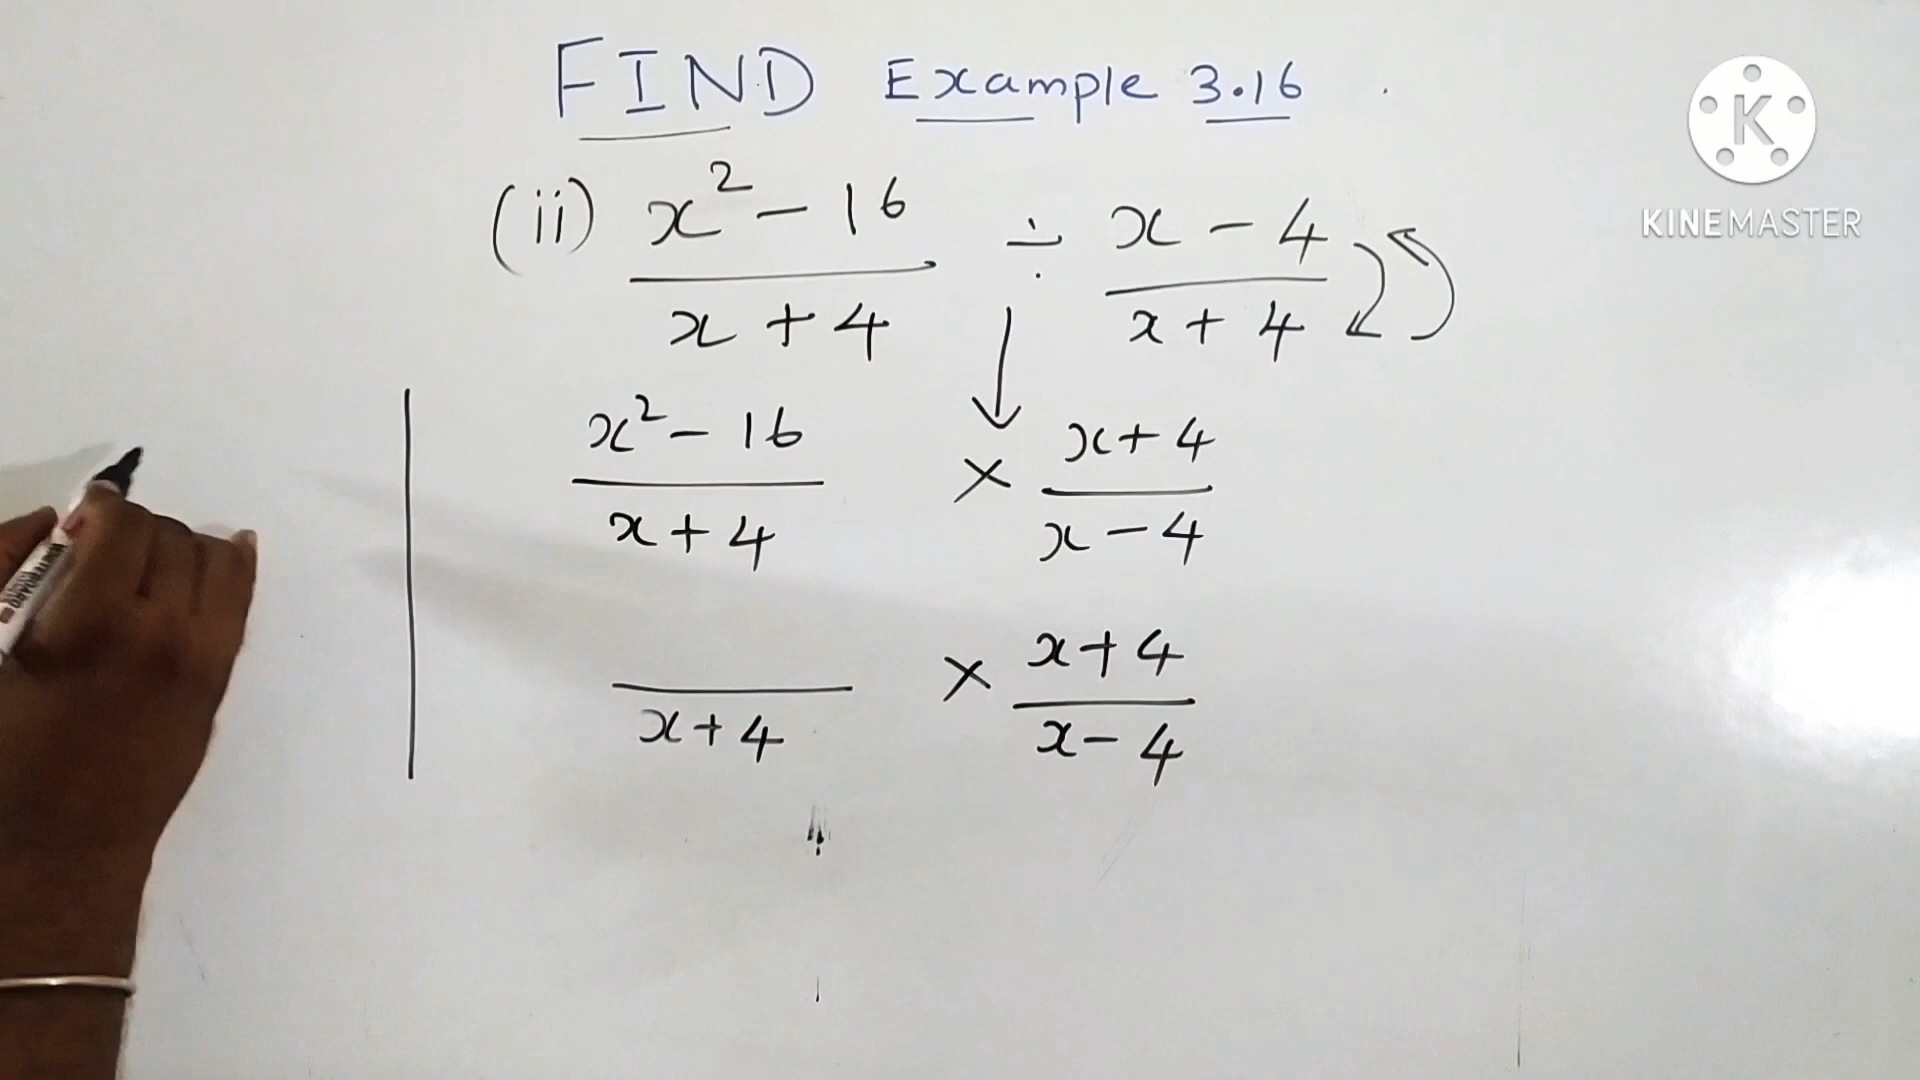 FIND Example 3.16
K
KINEMASTER
(ii) x² - 16 ÷ x - 4
x + 4 x + 4
x² - 16 × x + 4
x + 4 x - 4
× x + 4
x + 4 x - 4